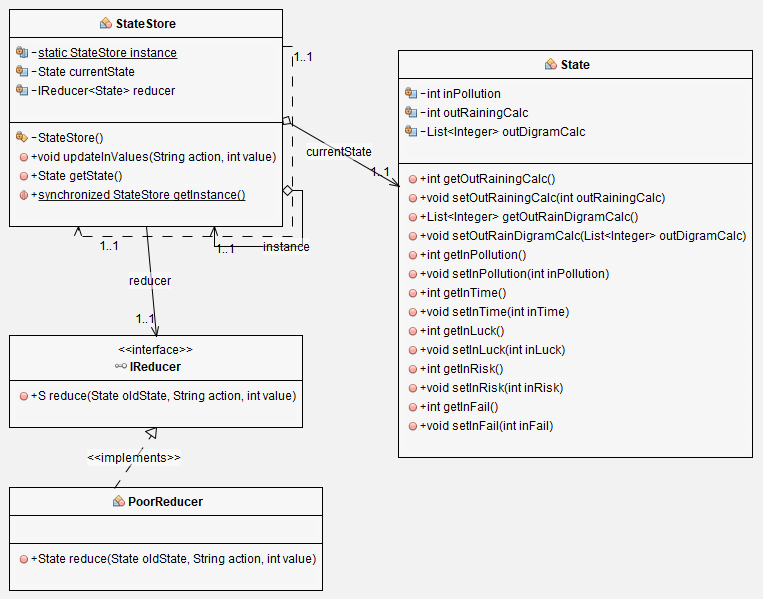 StateStore
-static StateStore instance
-State currentState
-IReducer<State> reducer
-StateStore()
+void updateInValues(String action, int value)
+State getState()
+synchronized StateStore getInstance()
1..1
currentState
1..1
1..1
1..1
instance
reducer
1..1
State
-int inPollution
-int outRainingCalc
-List<Integer> outDigramCalc
+int getOutRainingCalc()
+void setOutRainingCalc(int outRainingCalc)
+List<Integer> getOutRainDigramCalc()
+void setOutRainDigramCalc(List<Integer> outDigramCalc)
+int getInPollution()
+void setInPollution(int inPollution)
+int getInTime()
+void setInTime(int inTime)
+int getInLuck()
+void setInLuck(int inLuck)
+int getInRisk()
+void setInRisk(int inRisk)
+int getInFail()
+void setInFail(int inFail)
<<interface>>
IReducer
+S reduce(State oldState, String action, int value)
<<implements>>
PoorReducer
+State reduce(State oldState, String action, int value)